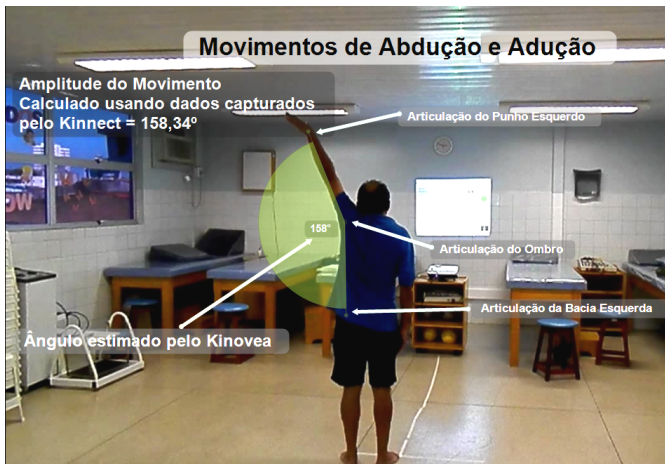 Movimentos de Abdução e Adução
Amplitude do Movimento
Calculado usando dados capturados
pelo Kinnect = 158,34º
Articulação do Punho Esquerdo
158°
Articulação do Ombro
Articulação da Bacia Esquerda
Ângulo estimado pelo Kinovea